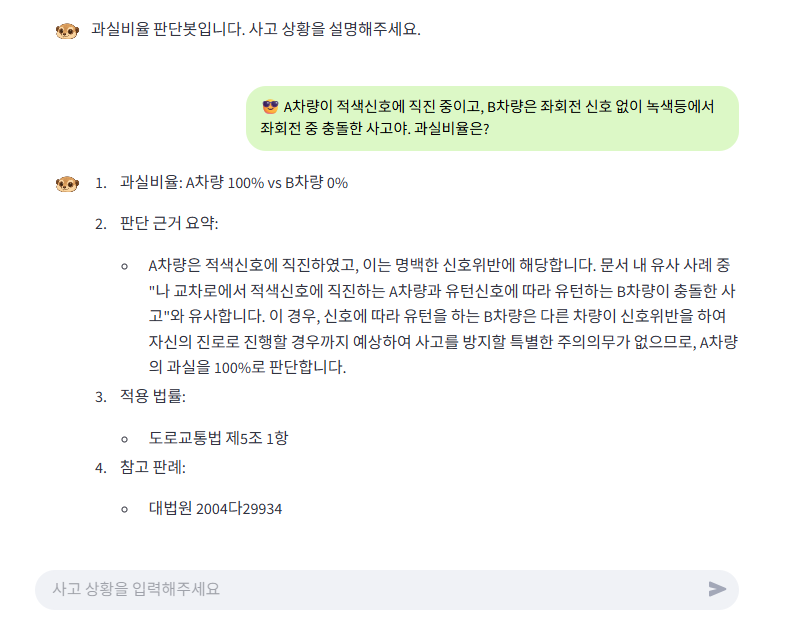 과실비율 판단봇입니다. 사고 상황을 설명해주세요.
A차량이 적색신호에 직진 중이고, B차량은 좌회전 신호 없이 녹색등에서
좌회전 중 충돌한 사고야. 과실비율은?
1. 과실비율: A차량 100% vs B차량 0%
2. 판단 근거 요약:
A차량은 적색신호에 직진하였고, 이는 명백한 신호위반에 해당합니다. 문서 내 유사 사례 중
"나 교차로에서 적색신호에 직진하는 A차량과 유턴신호에 따라 유턴하는 B차량이 충돌한 사
고"와 유사합니다. 이 경우, 신호에 따라 유턴을 하는 B차량은 다른 차량이 신호위반을 하여
자신의 진로로 진행할 경우까지 예상하여 사고를 방지할 특별한 주의의무가 없으므로, A차량
의 과실을 100%로 판단합니다.
3. 적용 법률:
도로교통법 제5조 1항
4. 참고 판례:
대법원 2004다29934
사고 상황을 입력해주세요